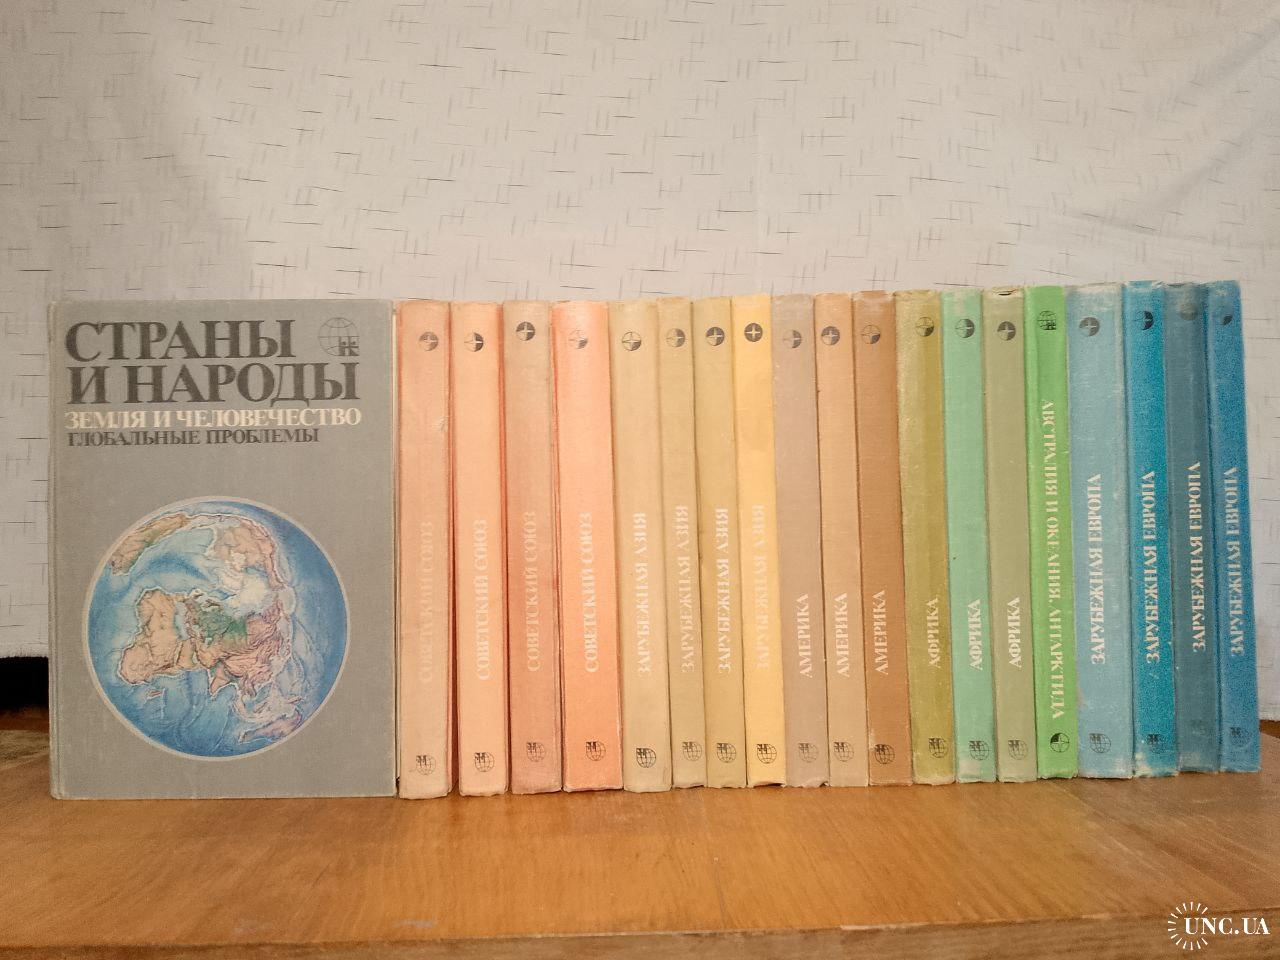 СТРАНЫ
И НАРОДЫ
ЗЕМЛЯ И ЧЕЛОВЕЧЕСТВО
ГЛОБАЛЬНЫЕ ПРОБЛЕМЫ
СОВЕТСКИЙ СОЮЗ
СОВЕТСКИЙ СОЮЗ
СОВЕТСКИЙ СОЮЗ
СОВЕТСКИЙ СОЮЗ
ЗАРУБЕЖНАЯ АЗИЯ
ЗАРУБЕЖНАЯ АЗИЯ
ЗАРУБЕЖНАЯ АЗИЯ
ЗАРУБЕЖНАЯ АЗИЯ
АМЕРИКА
АМЕРИКА
АМЕРИКА
АФРИКА
АФРИКА
АФРИКА
АВСТРАЛИЯ И ОКЕАНИЯ. АНТАРКТИДА
ЗАРУБЕЖНАЯ ЕВРОПА
ЗАРУБЕЖНАЯ ЕВРОПА
ЗАРУБЕЖНАЯ ЕВРОПА
ЗАРУБЕЖНАЯ ЕВРОПА
UNC.UA